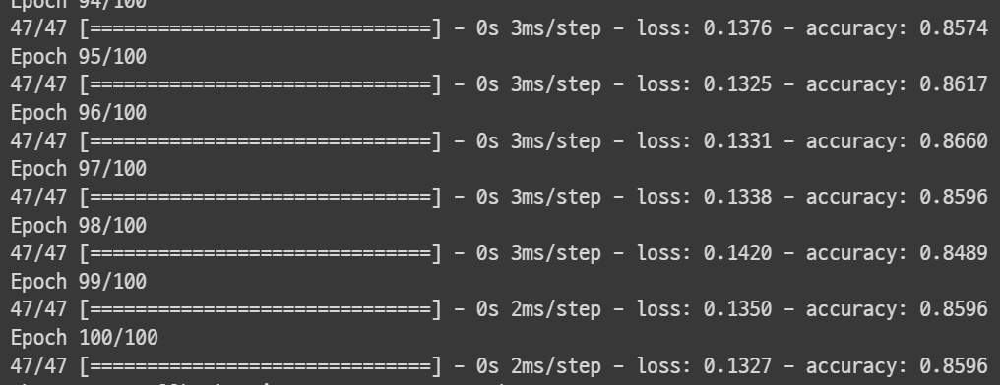 Epoch 94/100
47/47 [==============================] - 0s 3ms/step - loss: 0.1376 - accuracy: 0.8574
Epoch 95/100
47/47 [==============================] - 0s 3ms/step - loss: 0.1325 - accuracy: 0.8617
Epoch 96/100
47/47 [==============================] - 0s 3ms/step - loss: 0.1331 - accuracy: 0.8660
Epoch 97/100
47/47 [==============================] - 0s 3ms/step - loss: 0.1338 - accuracy: 0.8596
Epoch 98/100
47/47 [==============================] - 0s 3ms/step - loss: 0.1420 - accuracy: 0.8489
Epoch 99/100
47/47 [==============================] - 0s 2ms/step - loss: 0.1350 - accuracy: 0.8596
Epoch 100/100
47/47 [==============================] - 0s 2ms/step - loss: 0.1327 - accuracy: 0.8596